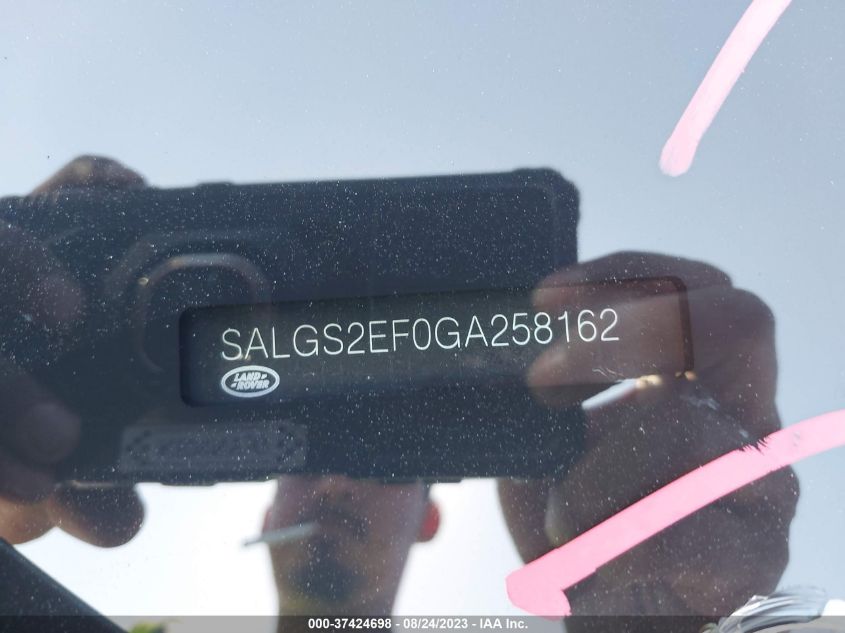 SALGS2EF0GA258162
LAND
ROVER
000-37424698 - 08/24/2023 - IAA Inc.